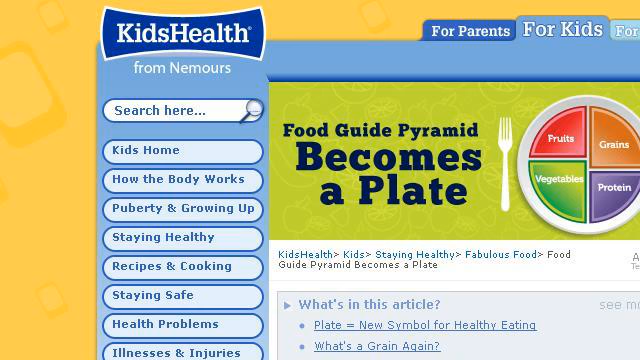 KidsHealth®
from Nemours
For Parents
For Kids
For
Search here...
Kids Home
How the Body Works
Puberty & Growing Up
Staying Healthy
Recipes & Cooking
Staying Safe
Health Problems
Illnesses & Injuries
Food Guide Pyramid
Becomes
a Plate
Fruits
Grains
Vegetables
Protein
KidsHealth> Kids> Staying Healthy> Fabulous Food> Food
Guide Pyramid Becomes a Plate
A
Te
What's in this article?
see mo
Plate = New Symbol for Healthy Eating
What's a Grain Again?